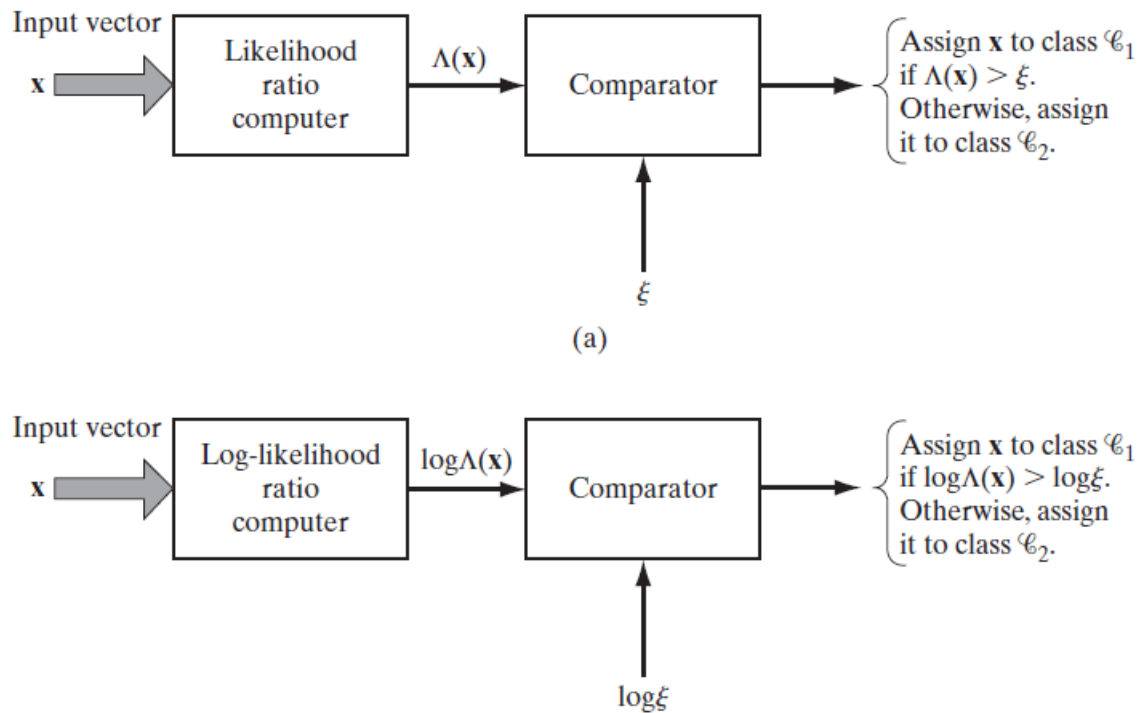 Input vector
x
Likelihood
ratio
computer
Λ(x)
Comparator
Assign x to class 𝒞₁
if Λ(x) > ξ.
Otherwise, assign
it to class 𝒞₂.
ξ
(a)
Input vector
x
Log-likelihood
ratio
computer
logΛ(x)
Comparator
Assign x to class 𝒞₁
if logΛ(x) > logξ.
Otherwise, assign
it to class 𝒞₂.
logξ